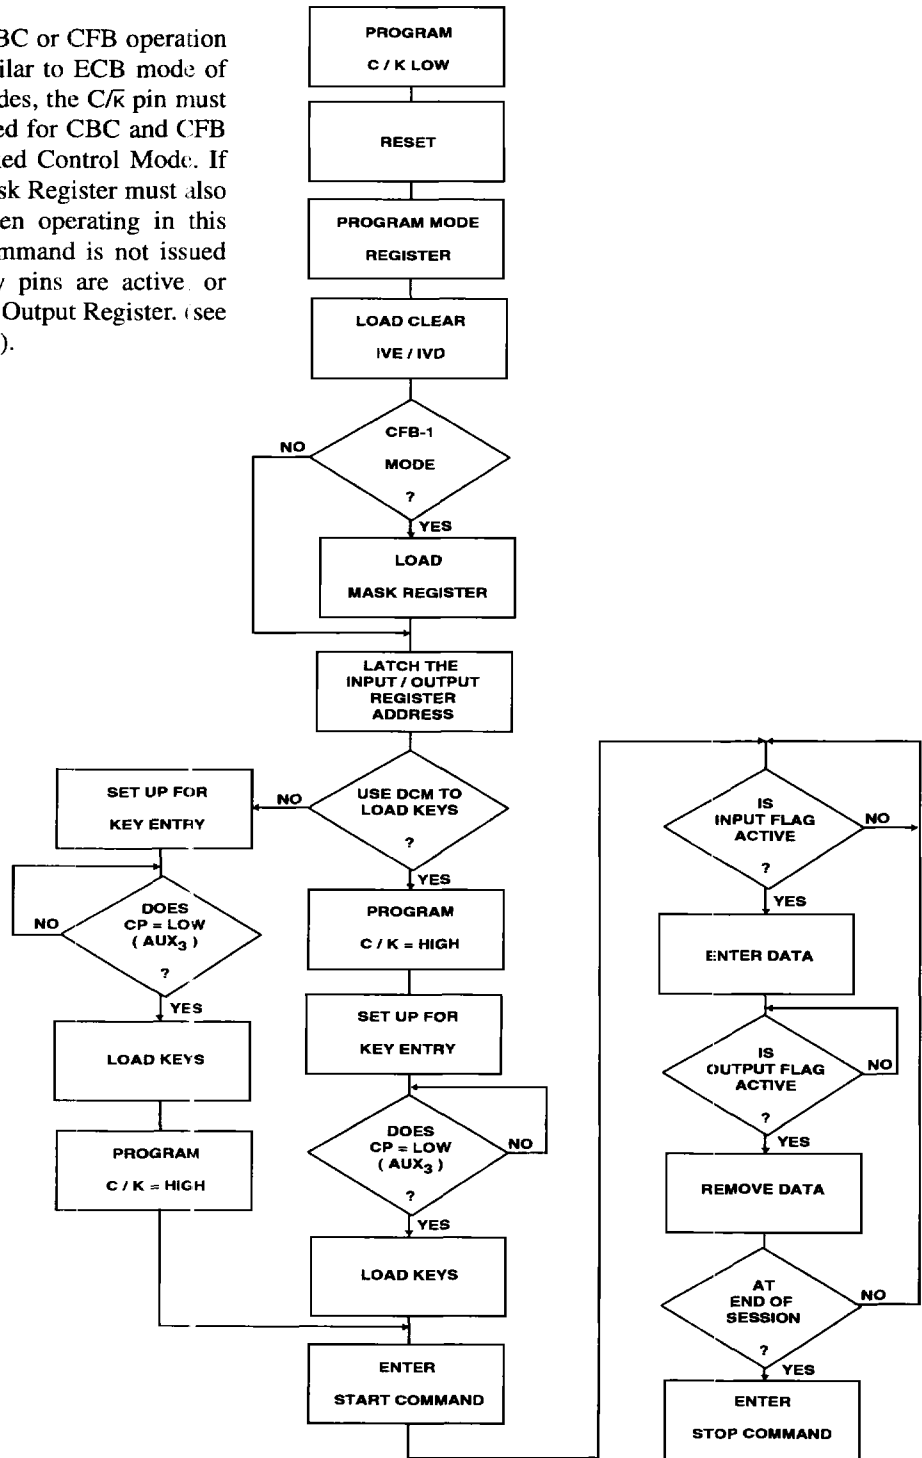 BC or CFB operation
ilar to ECB mode of
des, the C/K̅ pin must
ed for CBC and CFB
ied Control Mode. If
sk Register must also
en operating in this
mmand is not issued
y pins are active or
Output Register. (see
).
PROGRAM
C / K LOW
RESET
PROGRAM MODE
REGISTER
LOAD CLEAR
IVE / IVD
CFB-1
MODE
?
NO
YES
LOAD
MASK REGISTER
LATCH THE
INPUT / OUTPUT
REGISTER
ADDRESS
USE DCM TO
LOAD KEYS
?
NO
YES
SET UP FOR
KEY ENTRY
DOES
CP = LOW
( AUX3 )
?
NO
YES
LOAD KEYS
PROGRAM
C / K = HIGH
PROGRAM
C / K = HIGH
SET UP FOR
KEY ENTRY
DOES
CP = LOW
( AUX3 )
?
NO
YES
LOAD KEYS
ENTER
START COMMAND
IS
INPUT FLAG
ACTIVE
?
NO
YES
ENTER DATA
IS
OUTPUT FLAG
ACTIVE
?
NO
YES
REMOVE DATA
AT
END OF
SESSION
?
NO
YES
ENTER
STOP COMMAND